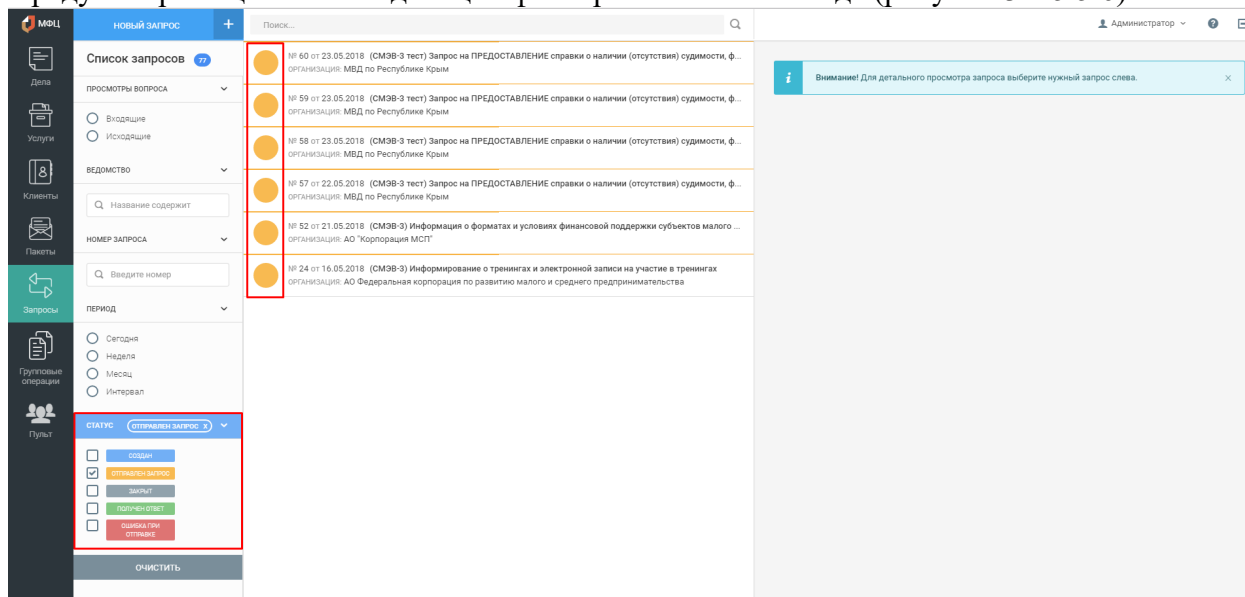 МФЦ
НОВЫЙ ЗАПРОС +
Поиск...
Администратор
Дела
Услуги
Клиенты
Пакеты
Запросы
Групповые
операции
Пульт
Список запросов 77
ПРОСМОТРЫ ВОПРОСА
Входящие
Исходящие
ВЕДОМСТВО
Название содержит
НОМЕР ЗАПРОСА
Введите номер
ПЕРИОД
Сегодня
Неделя
Месяц
Интервал
СТАТУС ОТПРАВЛЕН ЗАПРОС X
СОЗДАН
ОТПРАВЛЕН ЗАПРОС
ЗАКРЫТ
ПОЛУЧЕН ОТВЕТ
ОШИБКА ПРИ
ОТПРАВКЕ
ОЧИСТИТЬ
№ 60 от 23.05.2018 (СМЭВ-3 тест) Запрос на ПРЕДОСТАВЛЕНИЕ справки о наличии (отсутствия) судимости, ф...
ОРГАНИЗАЦИЯ: МВД по Республике Крым
№ 59 от 23.05.2018 (СМЭВ-3 тест) Запрос на ПРЕДОСТАВЛЕНИЕ справки о наличии (отсутствия) судимости, ф...
ОРГАНИЗАЦИЯ: МВД по Республике Крым
№ 58 от 23.05.2018 (СМЭВ-3 тест) Запрос на ПРЕДОСТАВЛЕНИЕ справки о наличии (отсутствия) судимости, ф...
ОРГАНИЗАЦИЯ: МВД по Республике Крым
№ 57 от 22.05.2018 (СМЭВ-3 тест) Запрос на ПРЕДОСТАВЛЕНИЕ справки о наличии (отсутствия) судимости, ф...
ОРГАНИЗАЦИЯ: МВД по Республике Крым
№ 52 от 21.05.2018 (СМЭВ-3) Информация о форматах и условиях финансовой поддержки субъектов малого ...
ОРГАНИЗАЦИЯ: АО "Корпорация МСП"
№ 24 от 16.05.2018 (СМЭВ-3) Информирование о тренингах и электронной записи на участие в тренингах
ОРГАНИЗАЦИЯ: АО Федеральная корпорация по развитию малого и среднего предпринимательства
Внимание! Для детального просмотра запроса выберите нужный запрос слева.